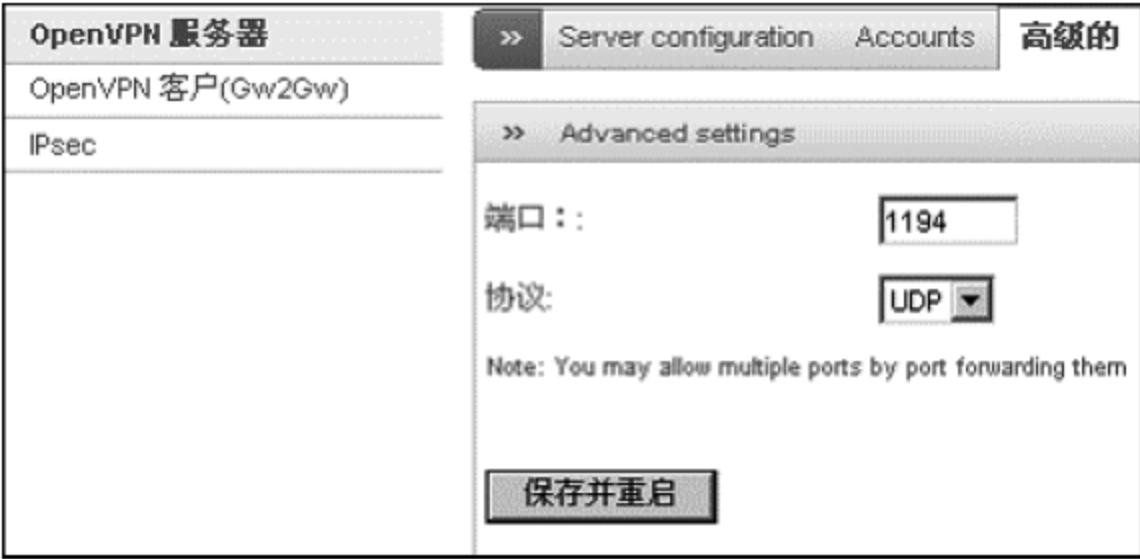 OpenVPN 服务器
OpenVPN 客户(Gw2Gw)
IPsec
» Server configuration Accounts 高级的
» Advanced settings
端口：: 1194
协议: UDP
Note: You may allow multiple ports by port forwarding them
保存并重启